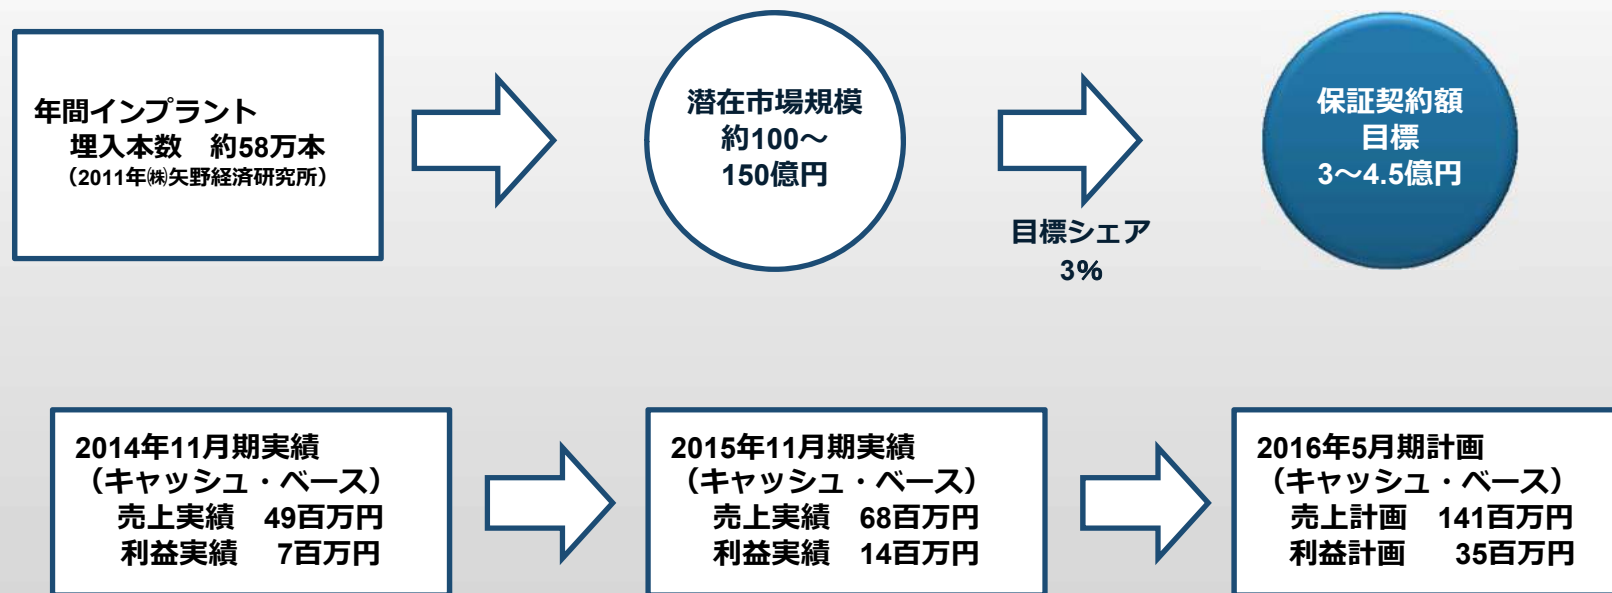 年間インプラント
埋入本数　約58万本
（2011年㈱矢野経済研究所）
潜在市場規模
約100～
150億円
目標シェア
3%
保証契約額
目標
3～4.5億円
2014年11月期実績
（キャッシュ・ベース）
売上実績　49百万円
利益実績　7百万円
2015年11月期実績
（キャッシュ・ベース）
売上実績　68百万円
利益実績　14百万円
2016年5月期計画
（キャッシュ・ベース）
売上計画　141百万円
利益計画　35百万円